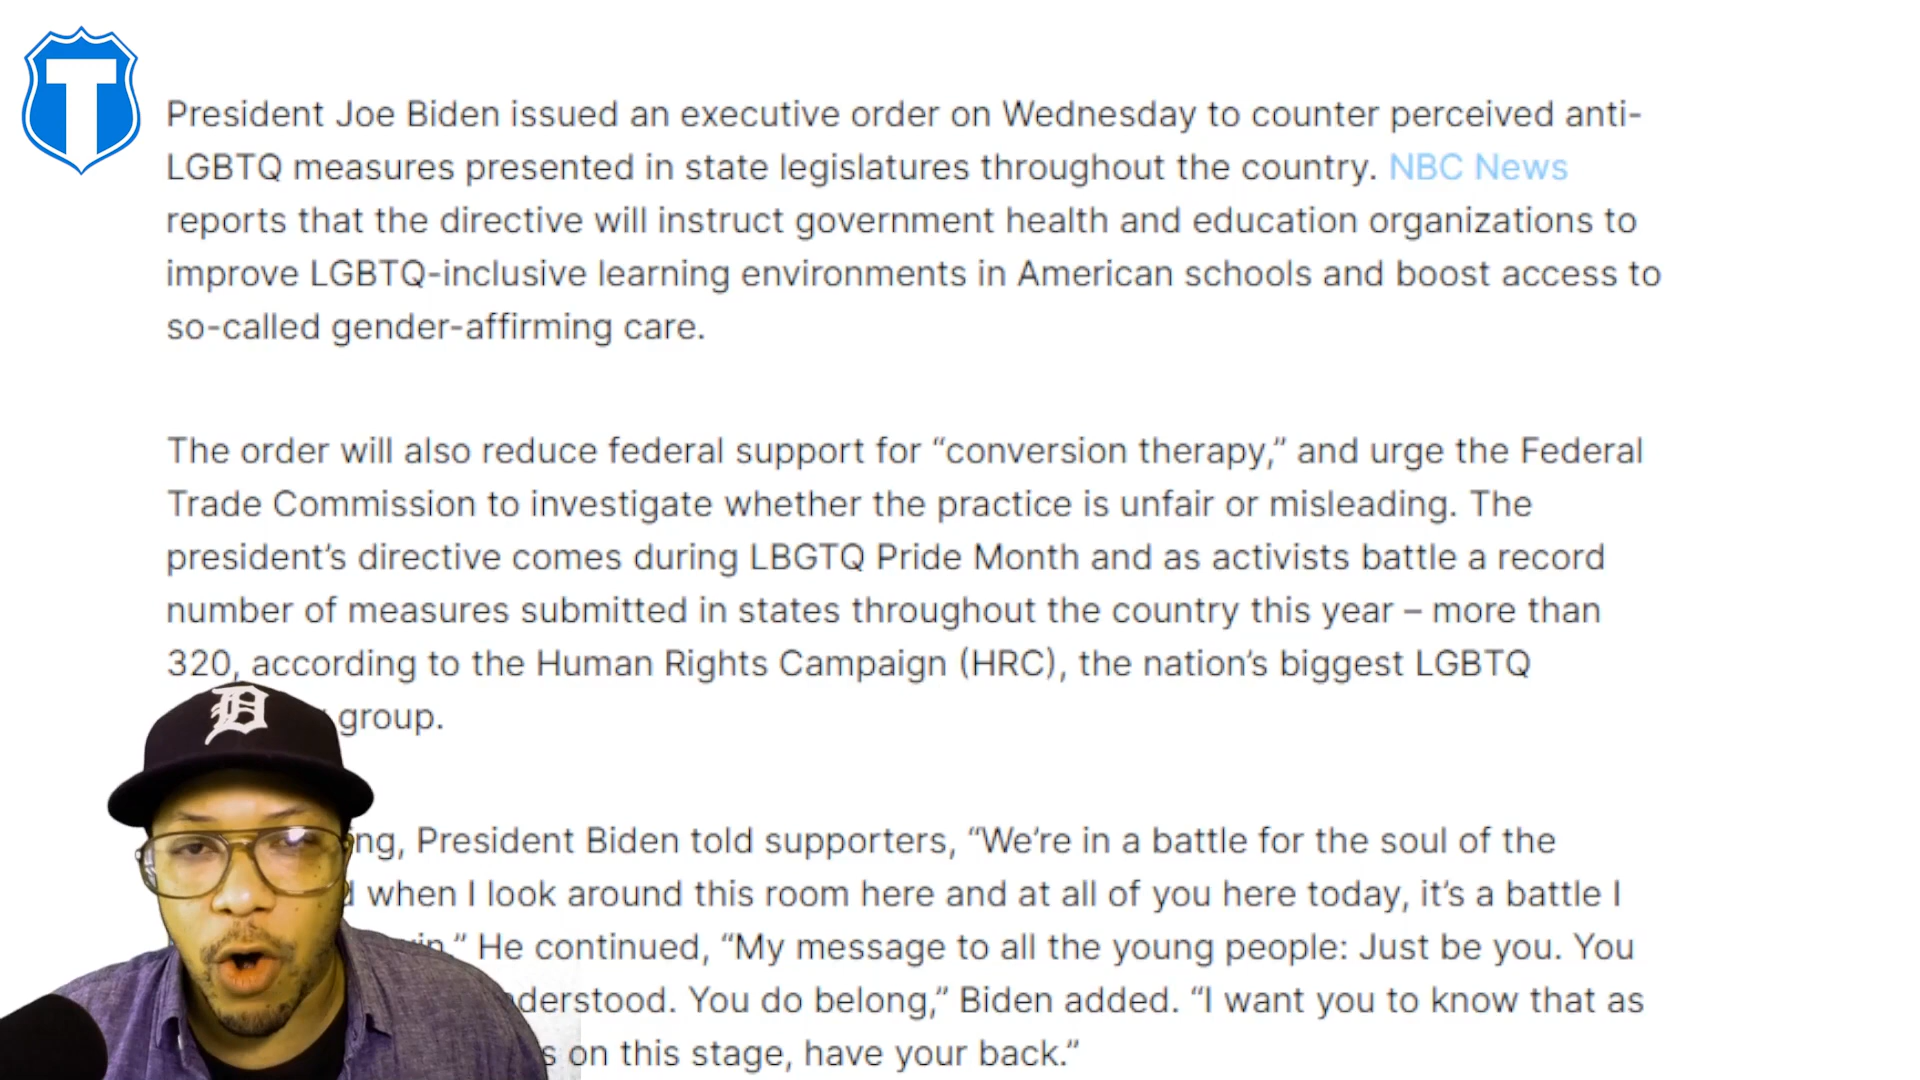 T
President Joe Biden issued an executive order on Wednesday to counter perceived anti-
LGBTQ measures presented in state legislatures throughout the country. NBC News
reports that the directive will instruct government health and education organizations to
improve LGBTQ-inclusive learning environments in American schools and boost access to
so-called gender-affirming care.
The order will also reduce federal support for “conversion therapy,” and urge the Federal
Trade Commission to investigate whether the practice is unfair or misleading. The
president’s directive comes during LBGTQ Pride Month and as activists battle a record
number of measures submitted in states throughout the country this year – more than
320, according to the Human Rights Campaign (HRC), the nation’s biggest LGBTQ
group.
D
ng, President Biden told supporters, “We’re in a battle for the soul of the
when I look around this room here and at all of you here today, it’s a battle I
” He continued, “My message to all the young people: Just be you. You
derstood. You do belong,” Biden added. “I want you to know that as
s on this stage, have your back.”